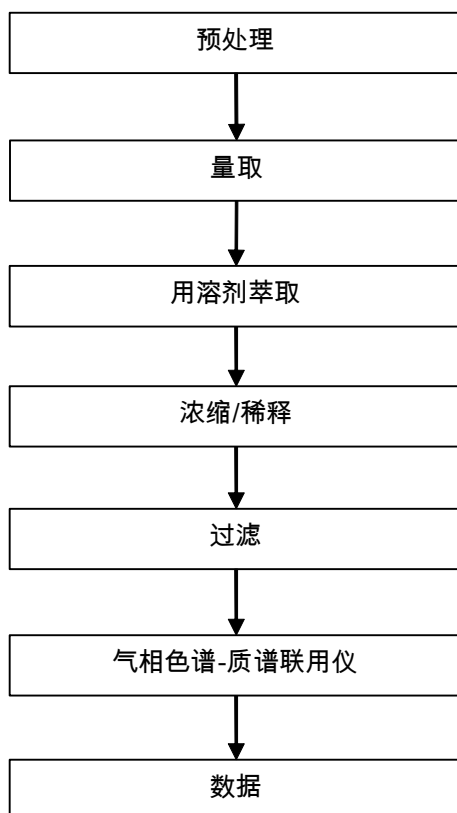 预处理
量取
用溶剂萃取
浓缩/稀释
过滤
气相色谱-质谱联用仪
数据